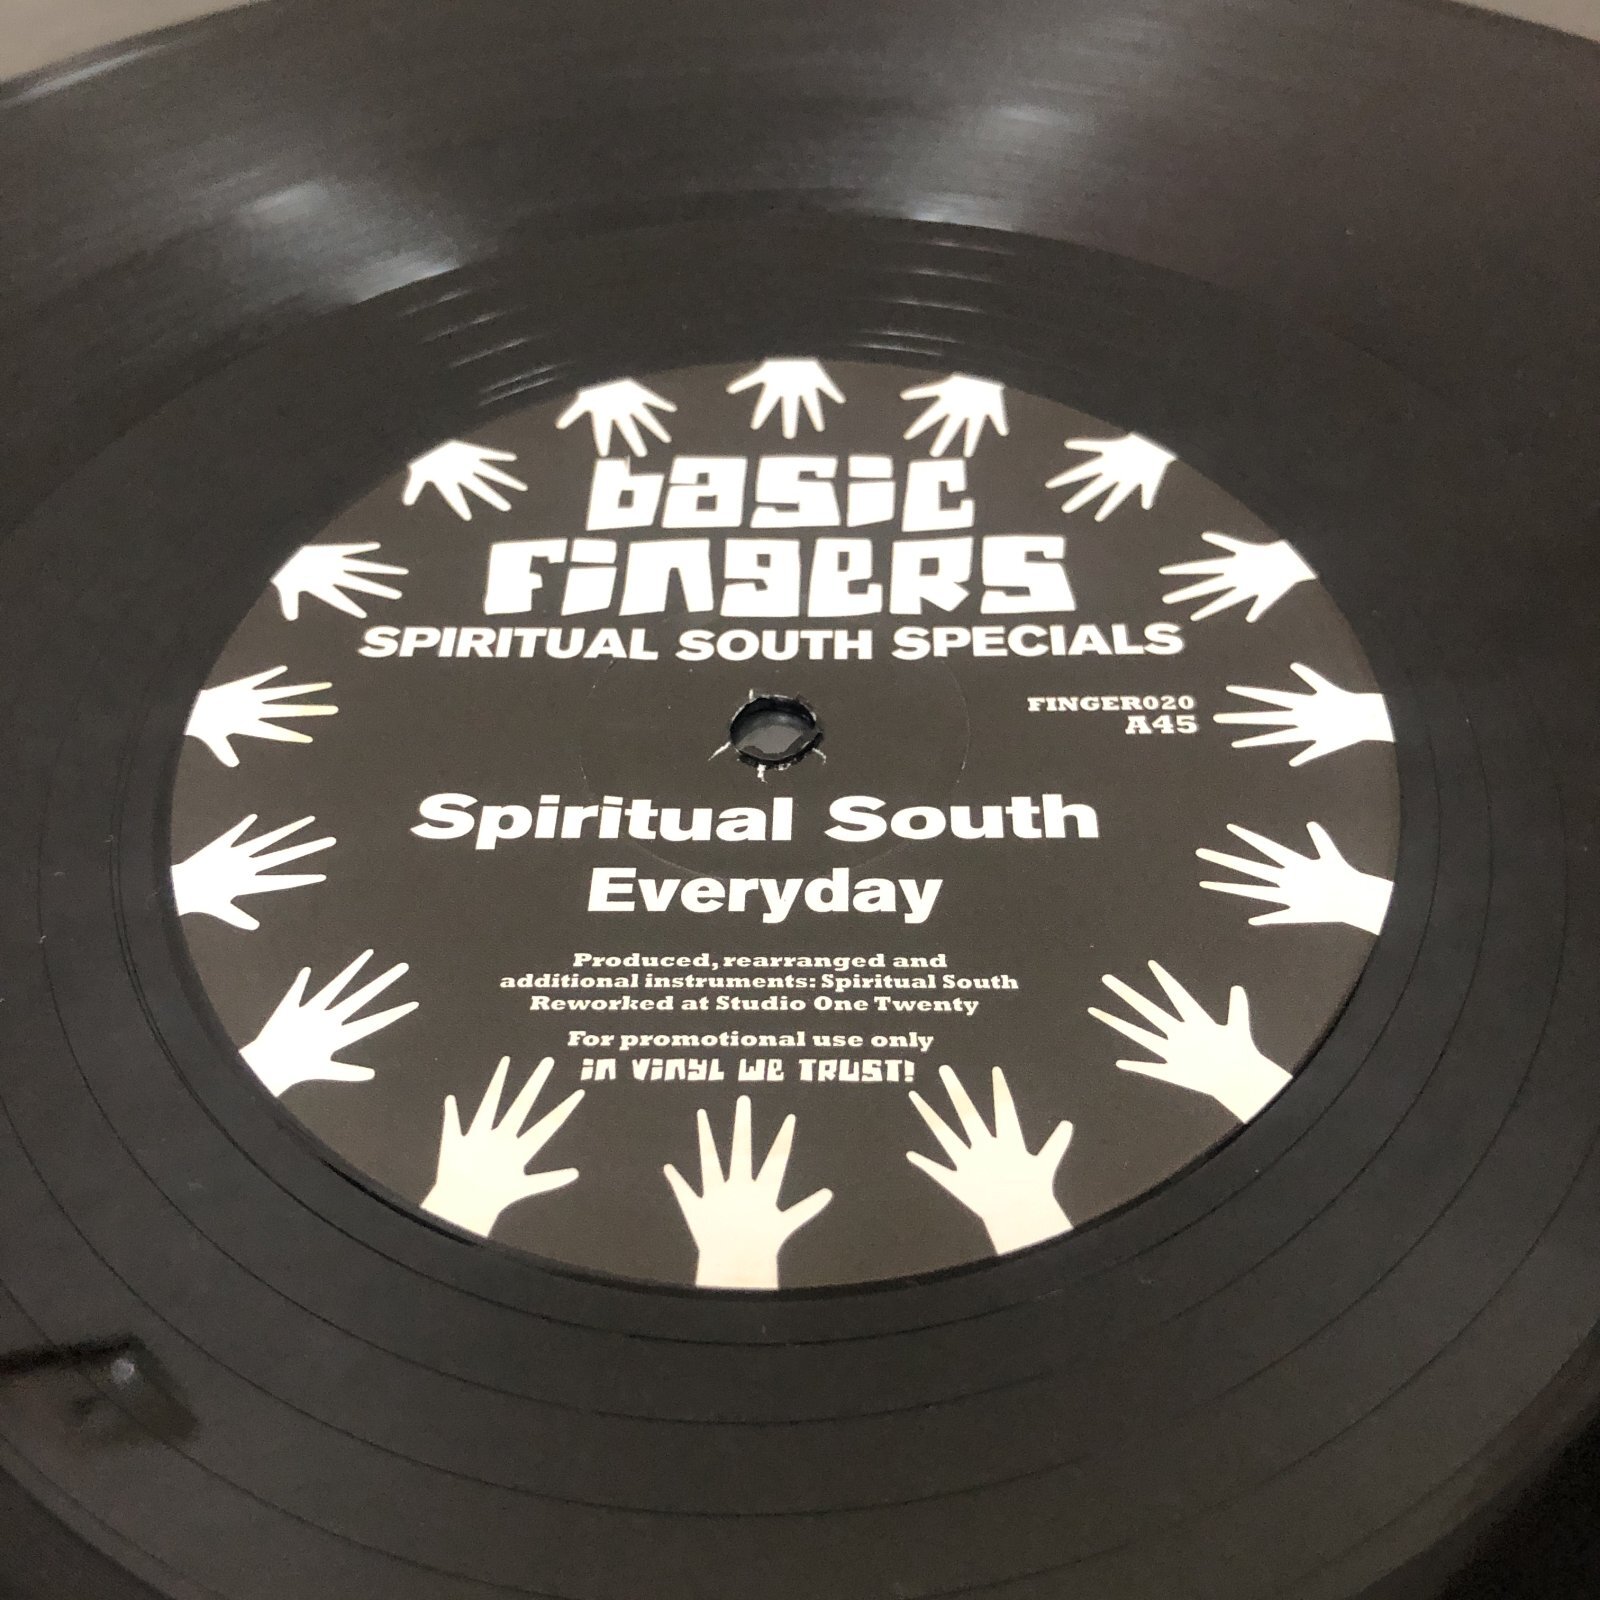 basic
fingers
SPIRITUAL SOUTH SPECIALS
FINGER020
A45
Spiritual South
Everyday
Produced, rearranged and
additional instruments: Spiritual South
Reworked at Studio One Twenty
For promotional use only
in vinyl we trust!